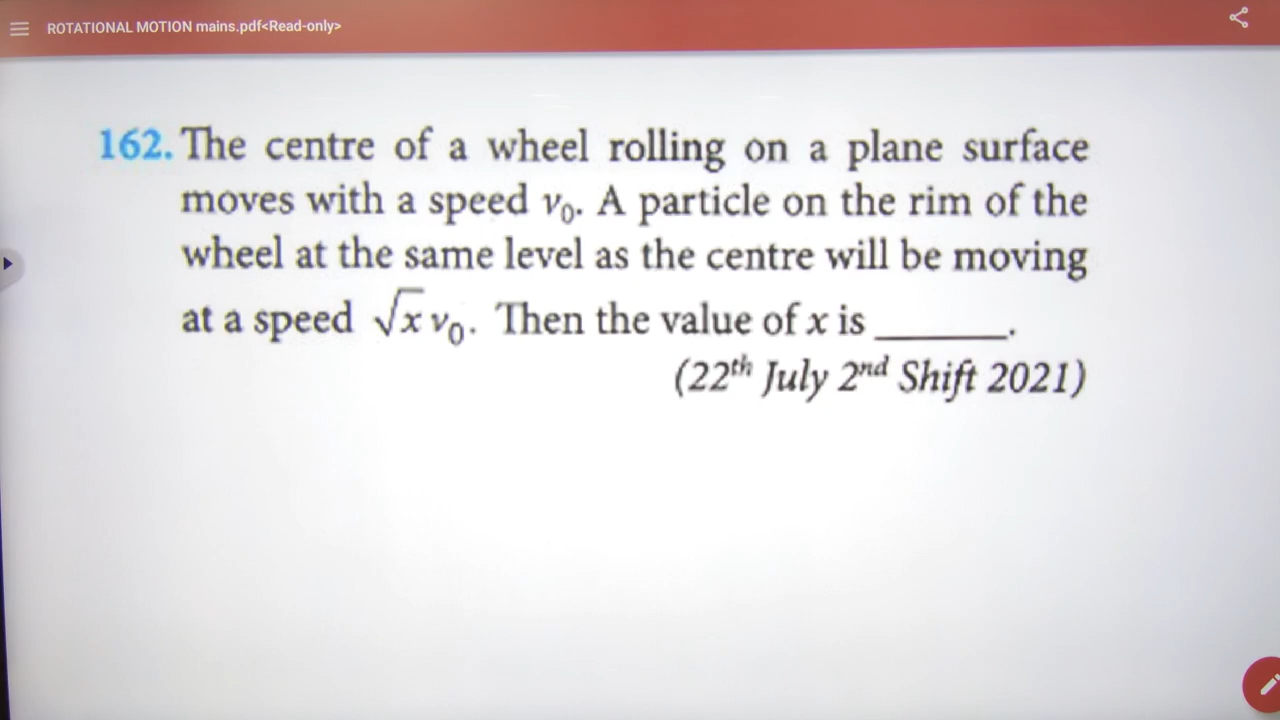 ROTATIONAL MOTION mains.pdf<Read-only>
162. The centre of a wheel rolling on a plane surface
moves with a speed v₀. A particle on the rim of the
wheel at the same level as the centre will be moving
at a speed √x v₀. Then the value of x is _______.
(22th July 2nd Shift 2021)